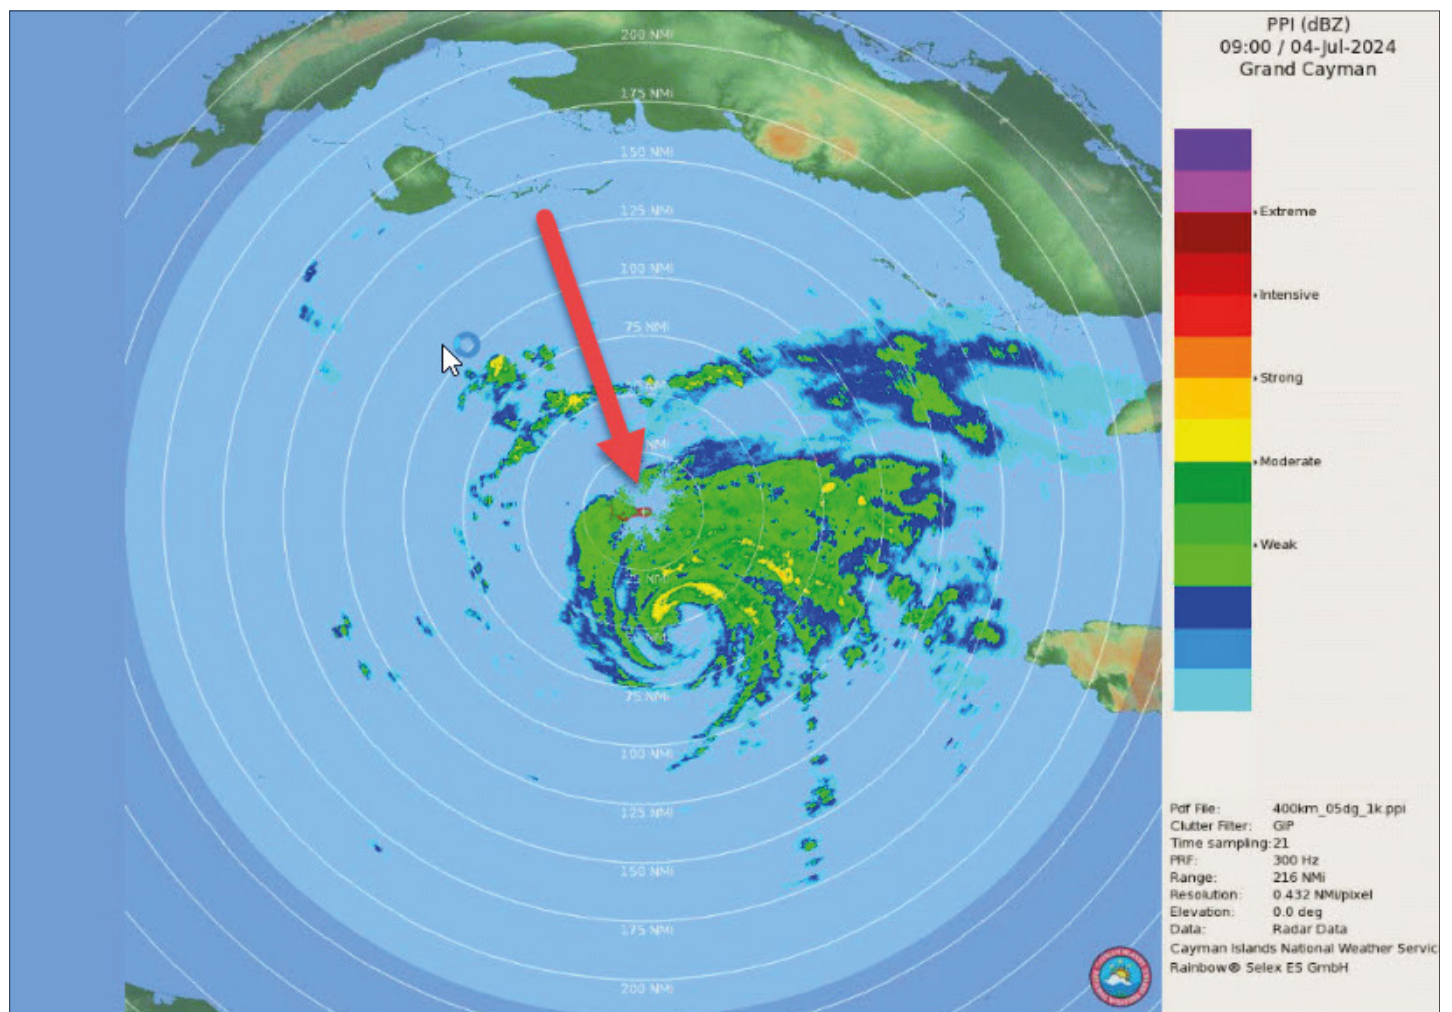 PPI (dBZ)
09:00 / 04-Jul-2024
Grand Cayman
200 NMi
175 NMi
150 NMi
125 NMi
100 NMi
75 NMi
NMi
NMi
75 NMi
100 NMi
125 NMi
150 NMi
175 NMi
200 NMi
Extreme
Intensive
Strong
Moderate
Weak
Pdf File: 400km_05dg_1k.ppi
Clutter Filter: GIP
Time sampling: 21
PRF: 300 Hz
Range: 216 NMi
Resolution: 0.432 NMi/pixel
Elevation: 0.0 deg
Data: Radar Data
Cayman Islands National Weather Servic
Rainbow® Selex ES GmbH